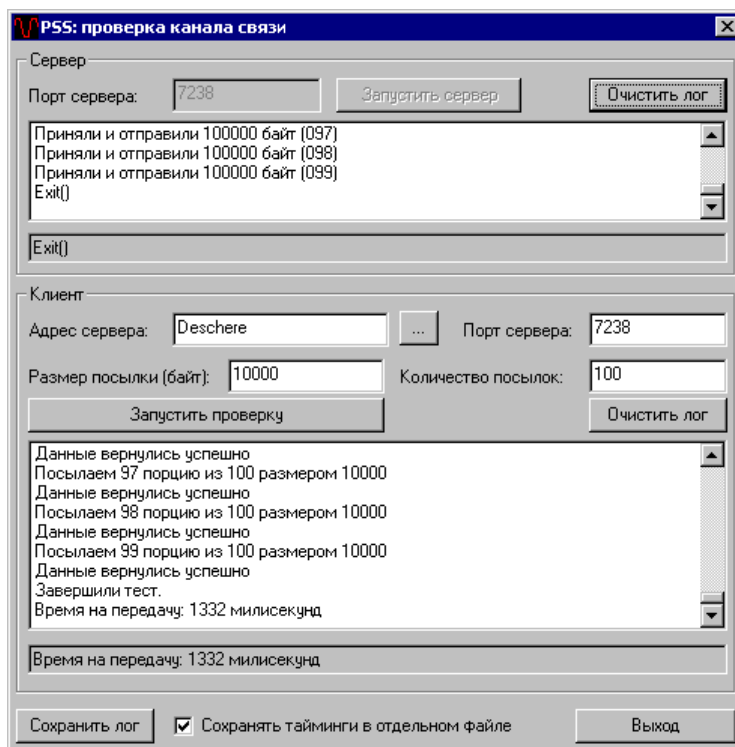 PSS: проверка канала связи
Сервер
Порт сервера: 7238 Запустить сервер Очистить лог
Приняли и отправили 100000 байт (097)
Приняли и отправили 100000 байт (098)
Приняли и отправили 100000 байт (099)
Exit()
Exit()
Клиент
Адрес сервера: Deschere ... Порт сервера: 7238
Размер посылки (байт): 10000 Количество посылок: 100
Запустить проверку Очистить лог
Данные вернулись успешно
Посылаем 97 порцию из 100 размером 10000
Данные вернулись успешно
Посылаем 98 порцию из 100 размером 10000
Данные вернулись успешно
Посылаем 99 порцию из 100 размером 10000
Данные вернулись успешно
Завершили тест.
Время на передачу: 1332 милисекунд
Время на передачу: 1332 милисекунд
Сохранить лог Сохранять тайминги в отдельном файле Выход